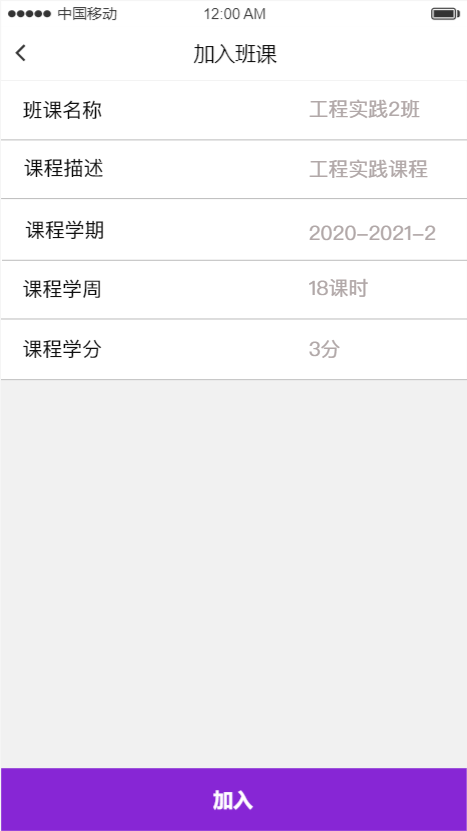 中国移动 12:00 AM
加入班课
班课名称 工程实践2班
课程描述 工程实践课程
课程学期 2020-2021-2
课程学周 18课时
课程学分 3分
加入